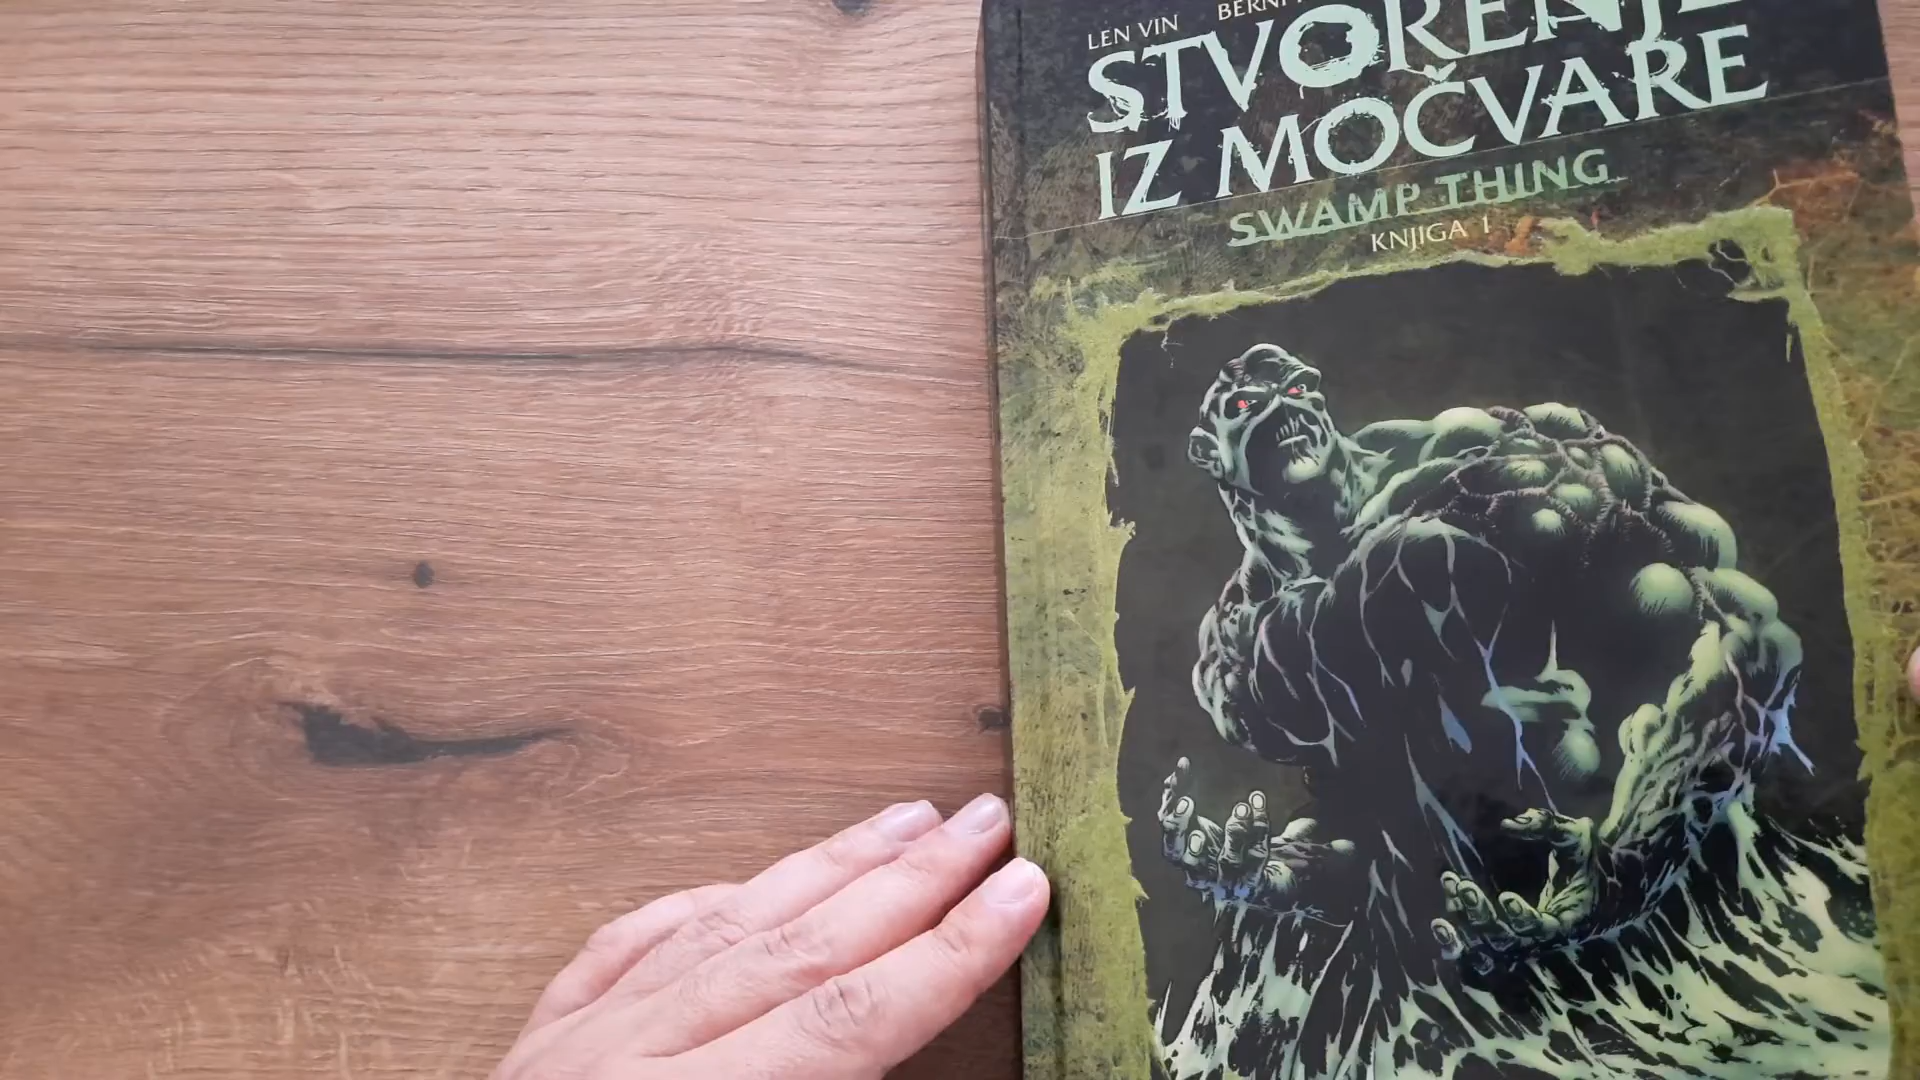 LEN VIN
STVORENJE
IZ MOČVARE
SWAMP THING
KNJIGA 1